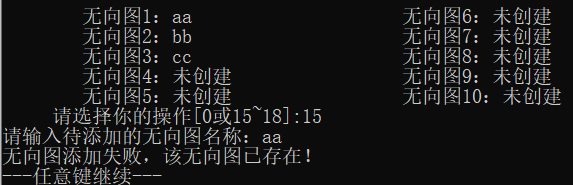 无向图1：aa 无向图6：未创建
无向图2：bb 无向图7：未创建
无向图3：cc 无向图8：未创建
无向图4：未创建 无向图9：未创建
无向图5：未创建 无向图10：未创建
请选择你的操作[0或15~18]:15
请输入待添加的无向图名称：aa
无向图添加失败，该无向图已存在！
---任意键继续---